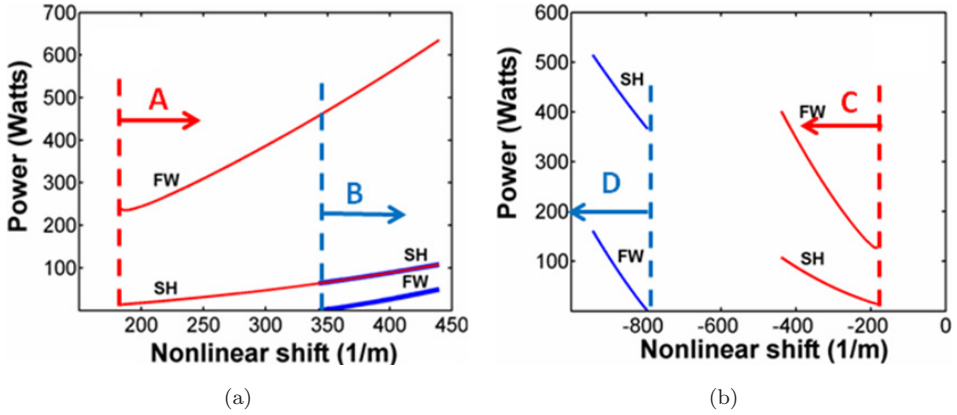 700
600
500
400
300
200
100
Power (Watts)
A
B
FW
SH
SH
FW
200
250
300
350
400
450
Nonlinear shift (1/m)
(a)
600
500
400
300
200
100
Power (Watts)
SH
D
FW
C
FW
SH
-800
-600
-400
-200
0
Nonlinear shift (1/m)
(b)